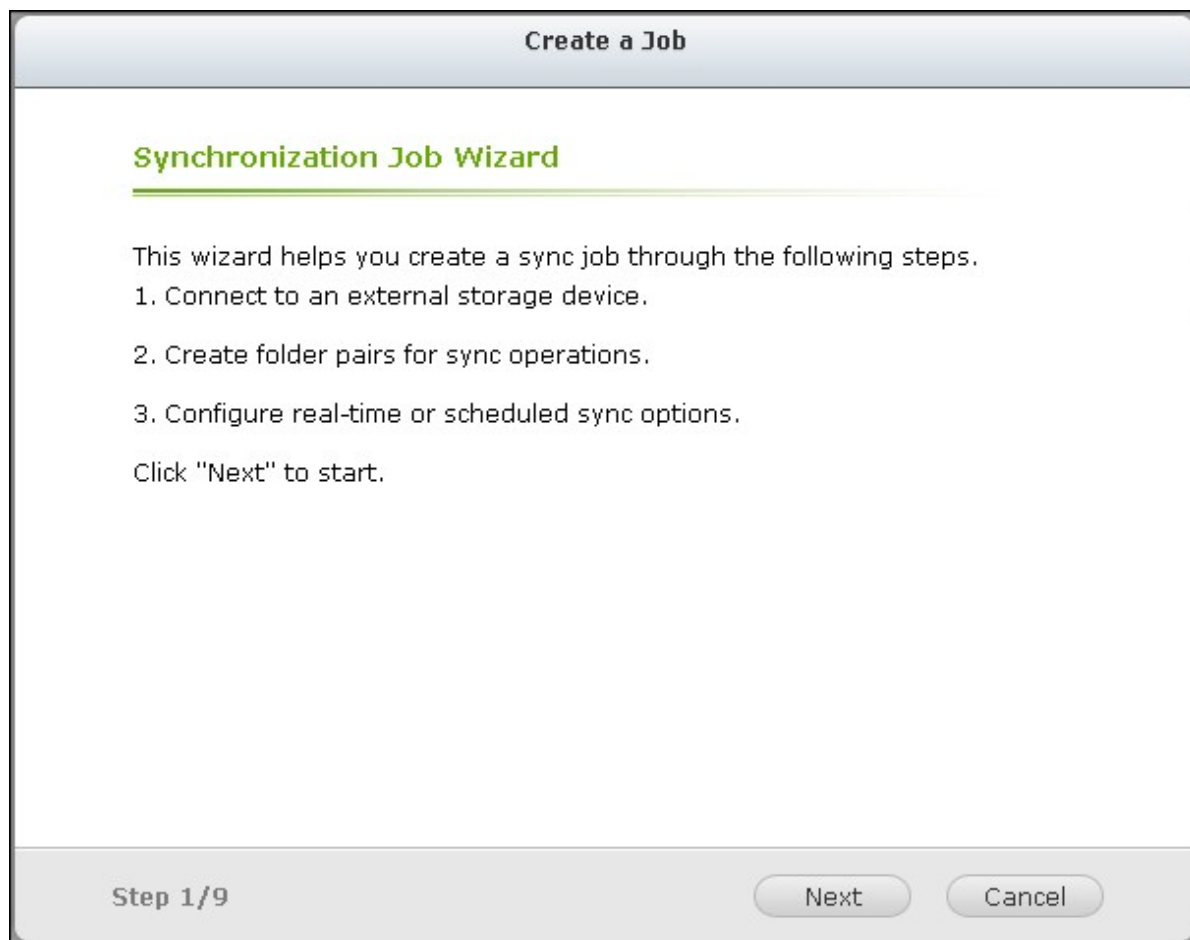 Create a Job
Synchronization Job Wizard
This wizard helps you create a sync job through the following steps.
1. Connect to an external storage device.
2. Create folder pairs for sync operations.
3. Configure real-time or scheduled sync options.
Click "Next" to start.
Step 1/9
Next
Cancel